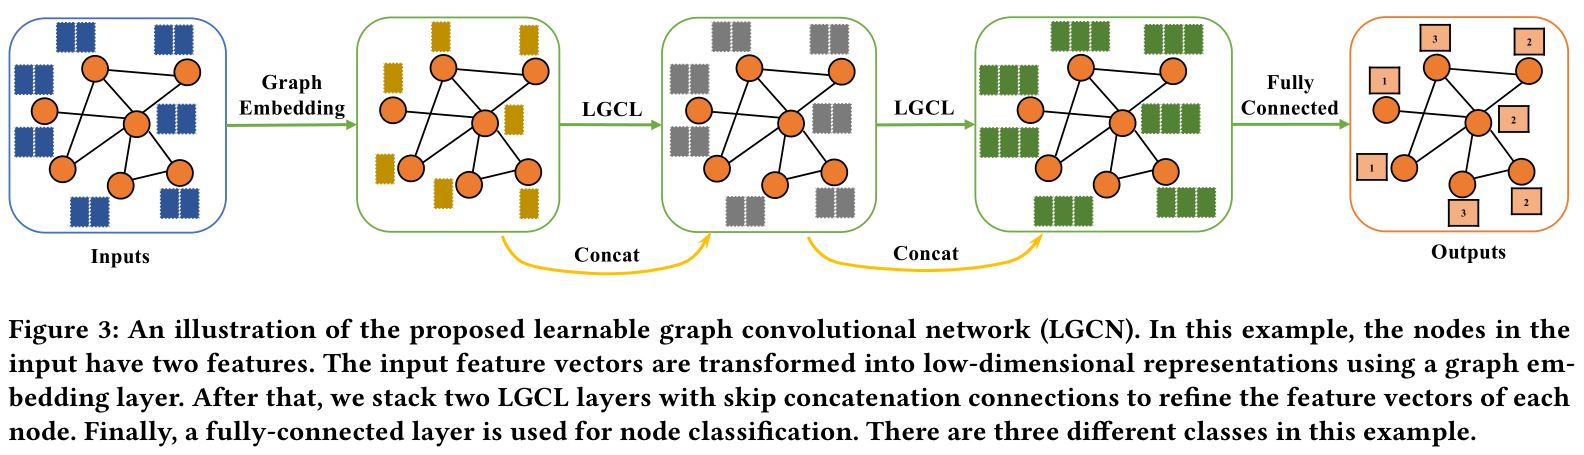 Graph
Embedding
LGCL
LGCL
Fully
Connected
3
2
1
2
1
2
3
Inputs
Concat
Concat
Outputs
Figure 3: An illustration of the proposed learnable graph convolutional network (LGCN). In this example, the nodes in the
input have two features. The input feature vectors are transformed into low-dimensional representations using a graph em-
bedding layer. After that, we stack two LGCL layers with skip concatenation connections to refine the feature vectors of each
node. Finally, a fully-connected layer is used for node classification. There are three different classes in this example.